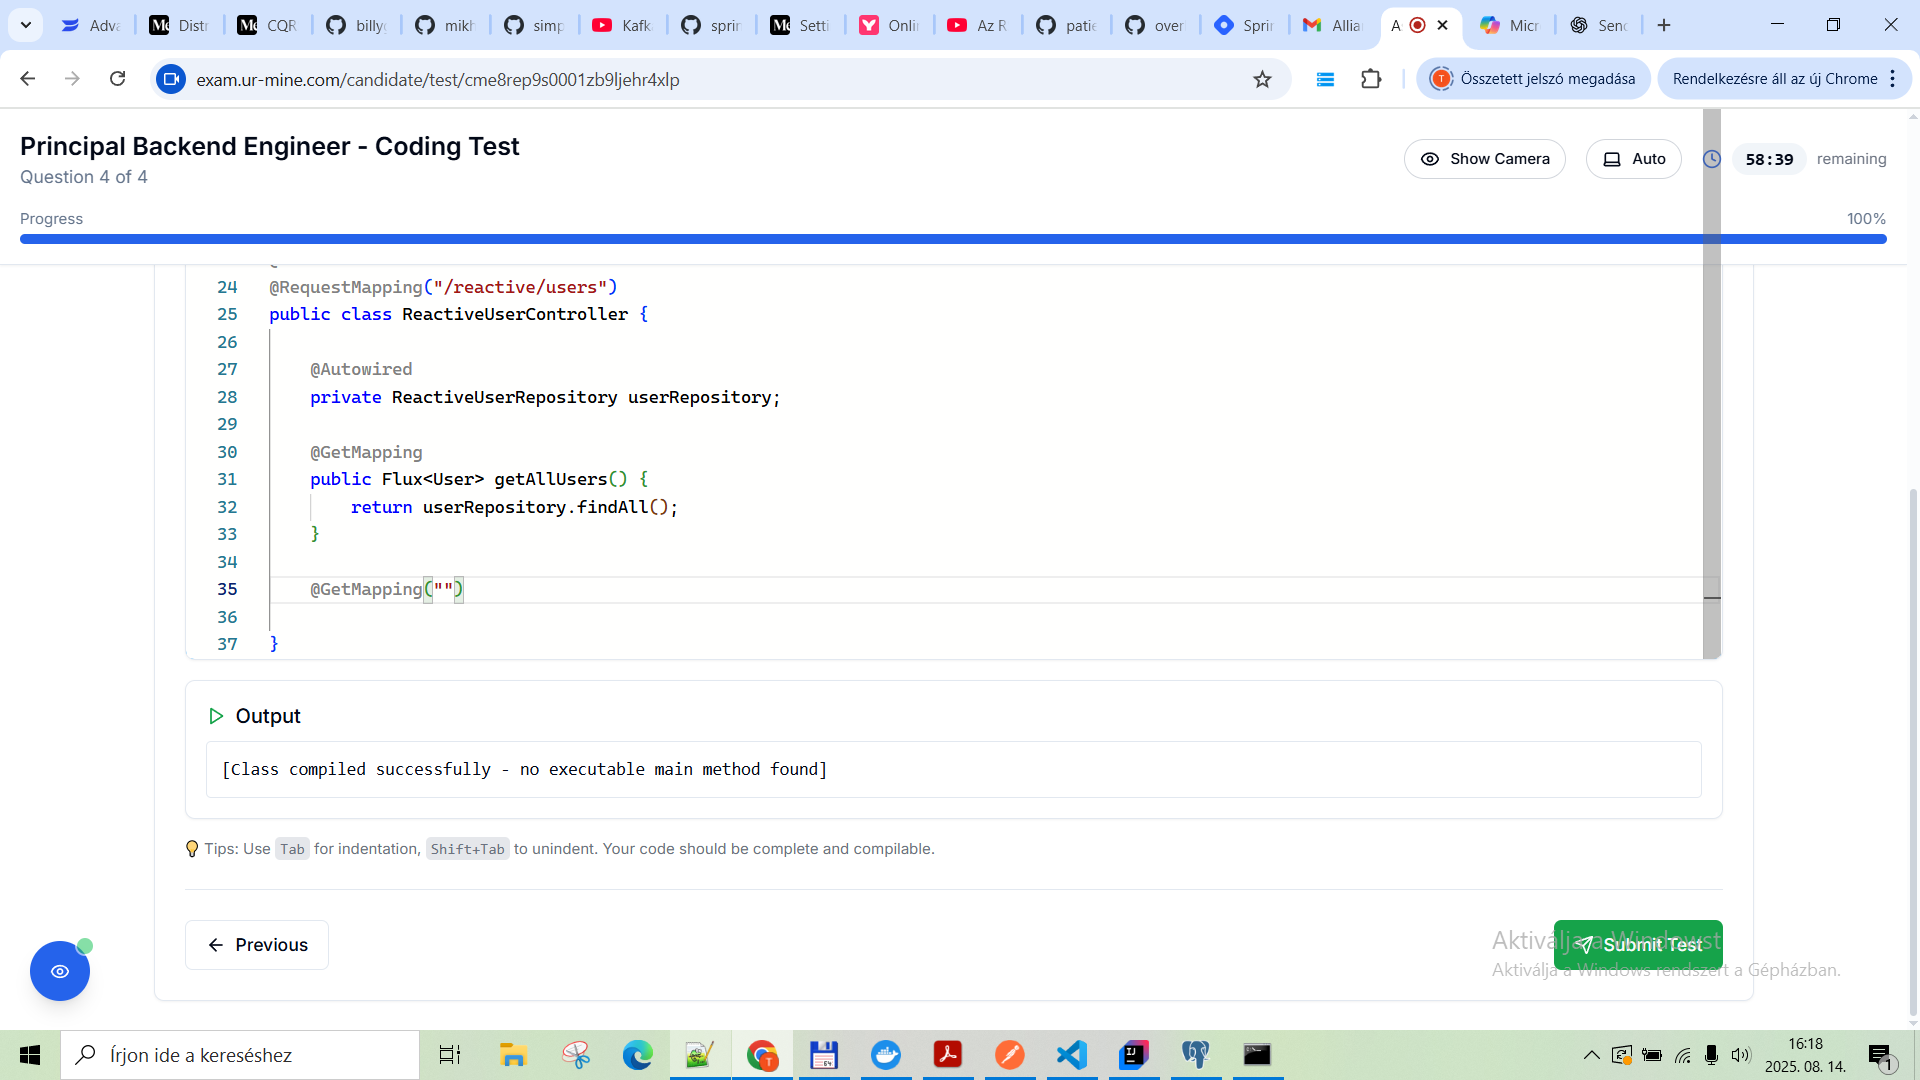 Adva
Distr
CQR
billyg
mikh
simp
Kafk
sprin
Setti
Onli
Az R
patie
over
Sprin
Allia
A
Micr
Senc
exam.ur-mine.com/candidate/test/cme8rep9s0001zb9ljehr4xlp
Összetett jelszó megadása
Rendelkezésre áll az új Chrome
Principal Backend Engineer - Coding Test
Question 4 of 4
Show Camera
Auto
58:39 remaining
Progress
100%
24 @RequestMapping("/reactive/users")
25 public class ReactiveUserController {
26
27 @Autowired
28 private ReactiveUserRepository userRepository;
29
30 @GetMapping
31 public Flux<User> getAllUsers() {
32 return userRepository.findAll();
33 }
34
35 @GetMapping("")
36
37 }
Output
[Class compiled successfully - no executable main method found]
Tips: Use Tab for indentation, Shift+Tab to unindent. Your code should be complete and compilable.
Previous
Submit Test
Aktiválja a Windowst
Aktiválja a Windows rendszert a Gépházban.
Írjon ide a kereséshez
16:18
2025. 08. 14.
1